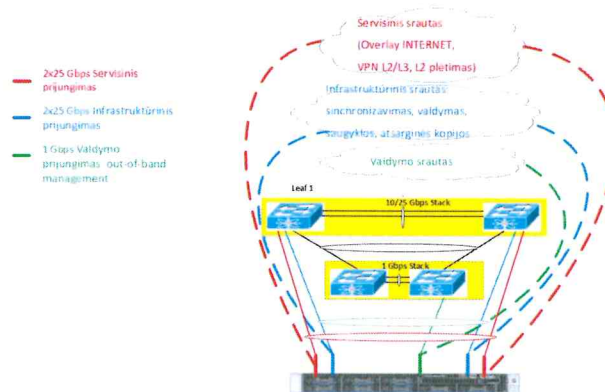 Servisinis srautas
(Overlay INTERNET,
VPN L2/L3, L2 plėtimas)
2x25 Gbps Servisinis
prijungimas
2x25 Gbps Infrastruktūrinis
prijungimas
1 Gbps Valdymo
prijungimas out-of-band
management
Infrastruktūrinis srautas:
sinchronizavimas, valdymas,
saugyklos, atsarginės kopijos
Valdymo srautas
Leaf 1
10/25 Gbps Stack
1 Gbps Stack